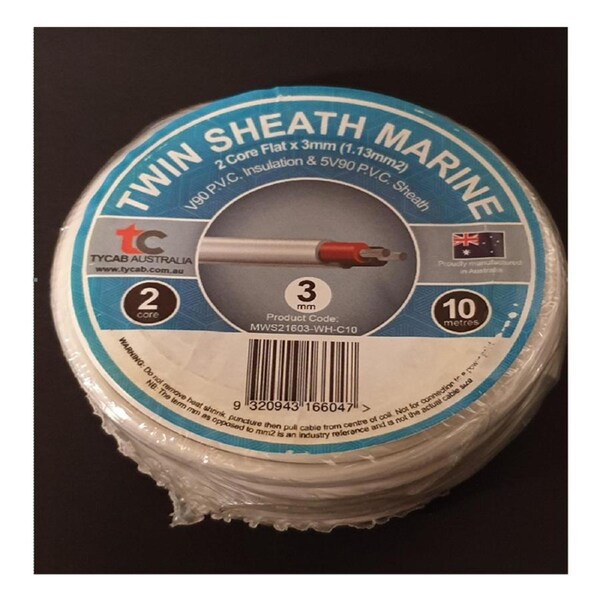 TWIN SHEATH MARINE
2 Core Flat x 3mm (1.13mm2)
V90 P.V.C. Insulation & 5V90 P.V.C. Sheath
tc
TYCAB AUSTRALIA
www.tycab.com.au
Proudly manufactured
in Australia
2
core
3
mm
10
metres
Product Code:
MWS21603-WH-C10
9 320943 166047 >
WARNING: Do not remove heat shrink, puncture then pull cable from centre of coil. Not for connection to
NB: The term mm as opposed to mm2 is an industry reference and is not the actual cable size